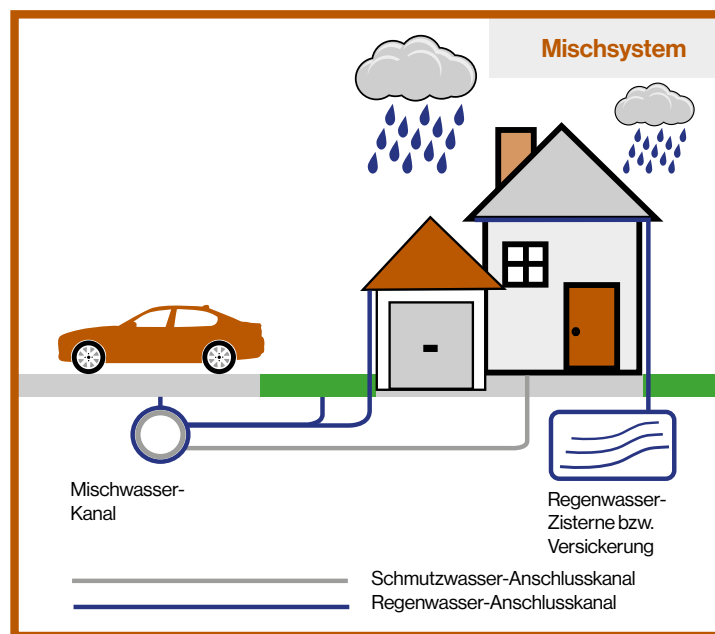 Mischsystem
Mischwasser-
Kanal
Regenwasser-
Zisterne bzw.
Versickerung
Schmutzwasser-Anschlusskanal
Regenwasser-Anschlusskanal